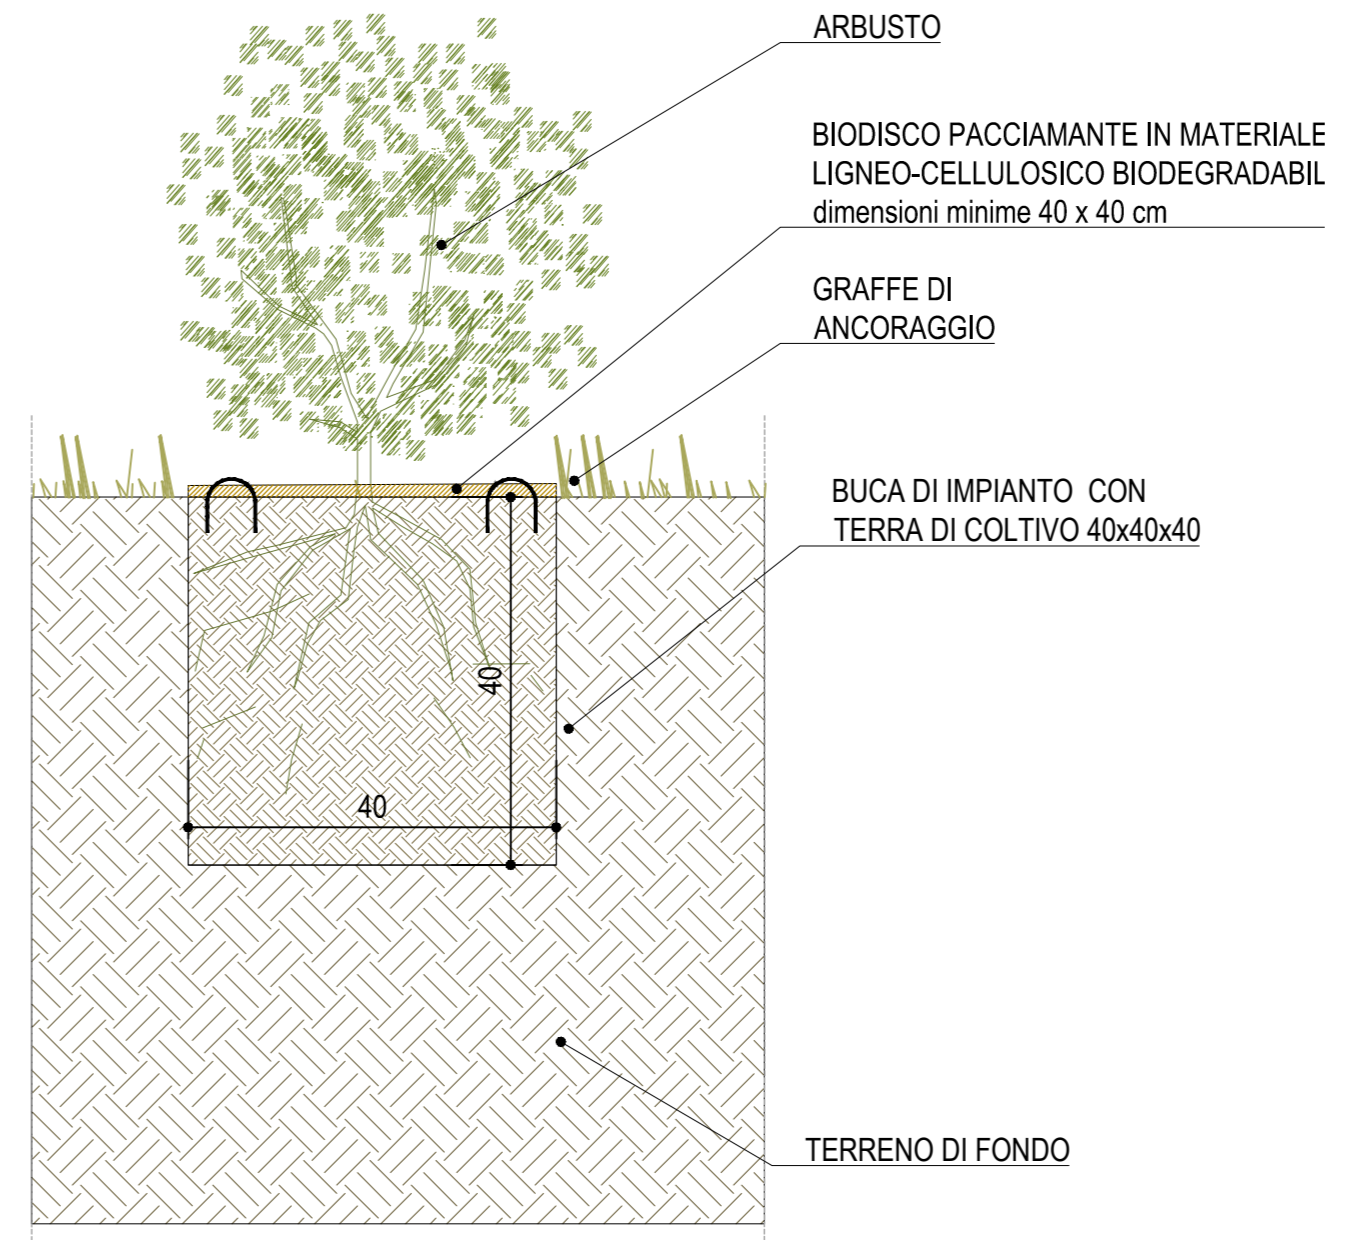 ARBUSTO
BIODISCO PACCIAMANTE IN MATERIALE
LIGNEO-CELLULOSICO BIODEGRADABIL
dimensioni minime 40 x 40 cm
GRAFFE DI
ANCORAGGIO
BUCA DI IMPIANTO CON
TERRA DI COLTIVO 40x40x40
40
40
TERRENO DI FONDO